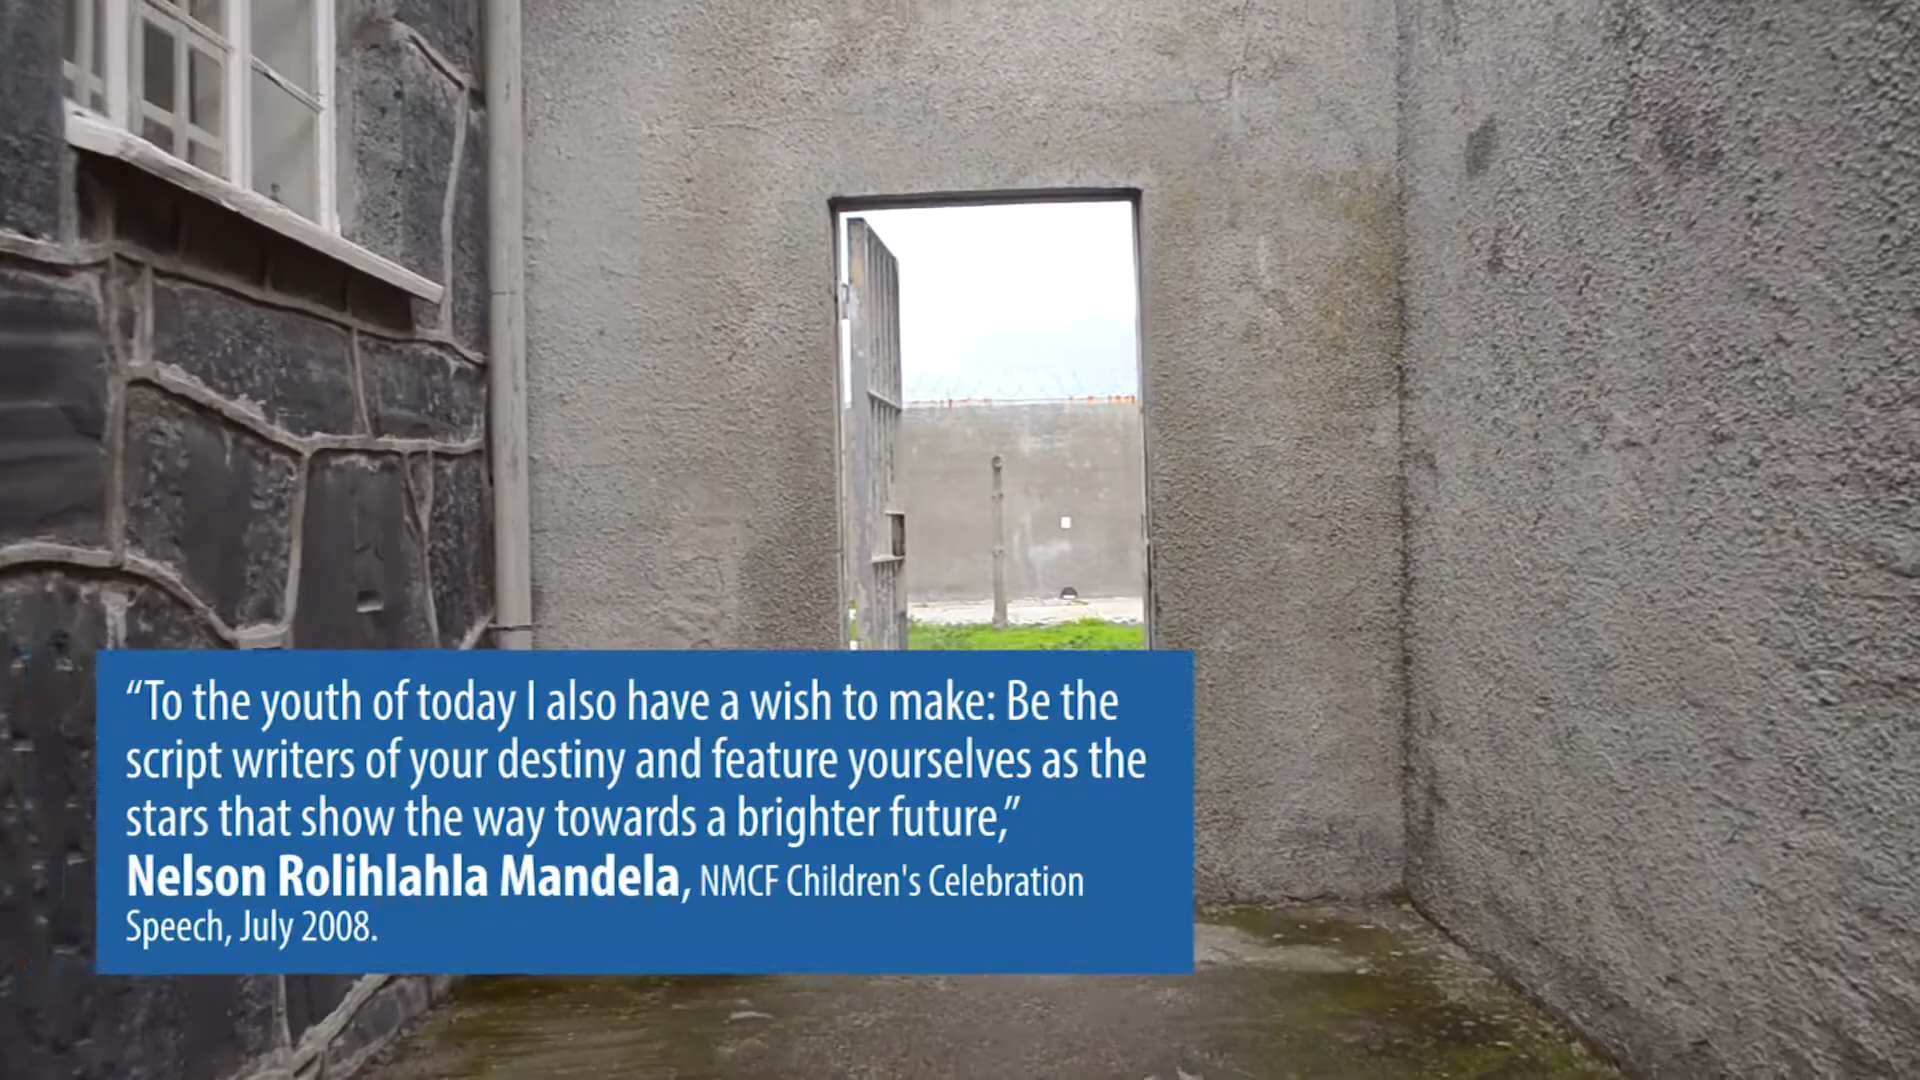 “To the youth of today I also have a wish to make: Be the
script writers of your destiny and feature yourselves as the
stars that show the way towards a brighter future,”
Nelson Rolihlahla Mandela, NMCF Children's Celebration
Speech, July 2008.